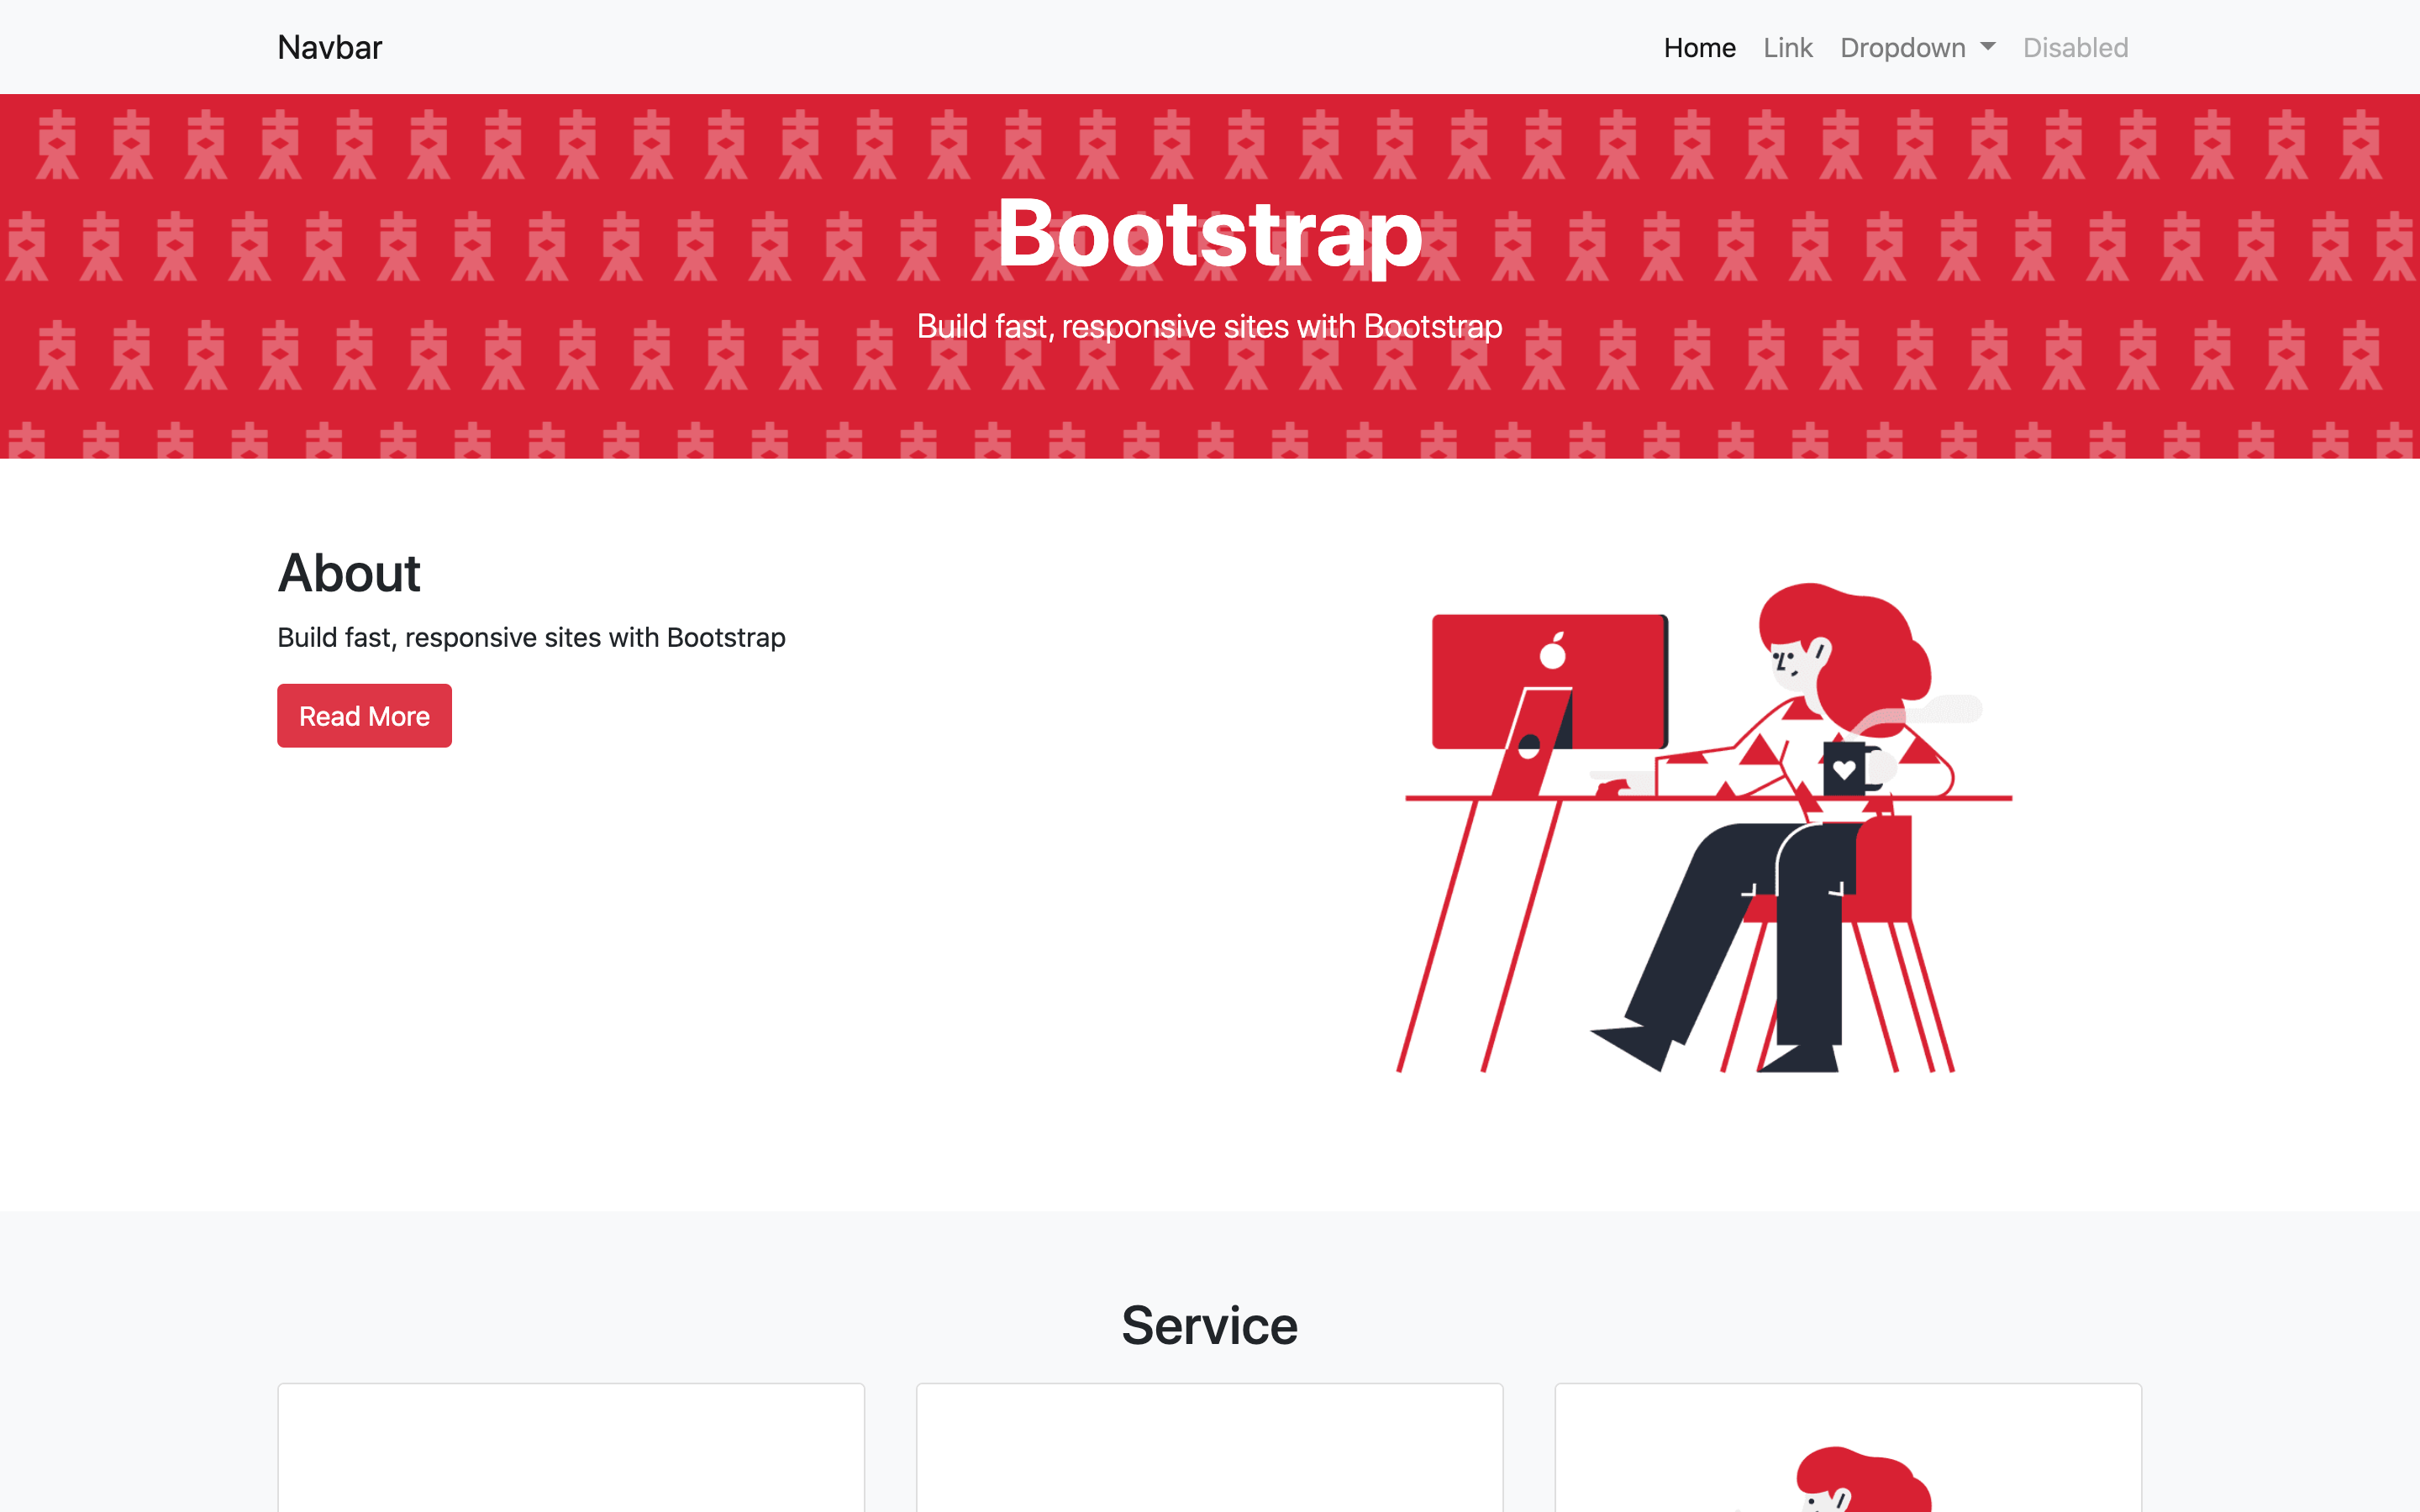 Navbar
Home Link Dropdown Disabled
Bootstrap
Build fast, responsive sites with Bootstrap
About
Build fast, responsive sites with Bootstrap
Read More
Service